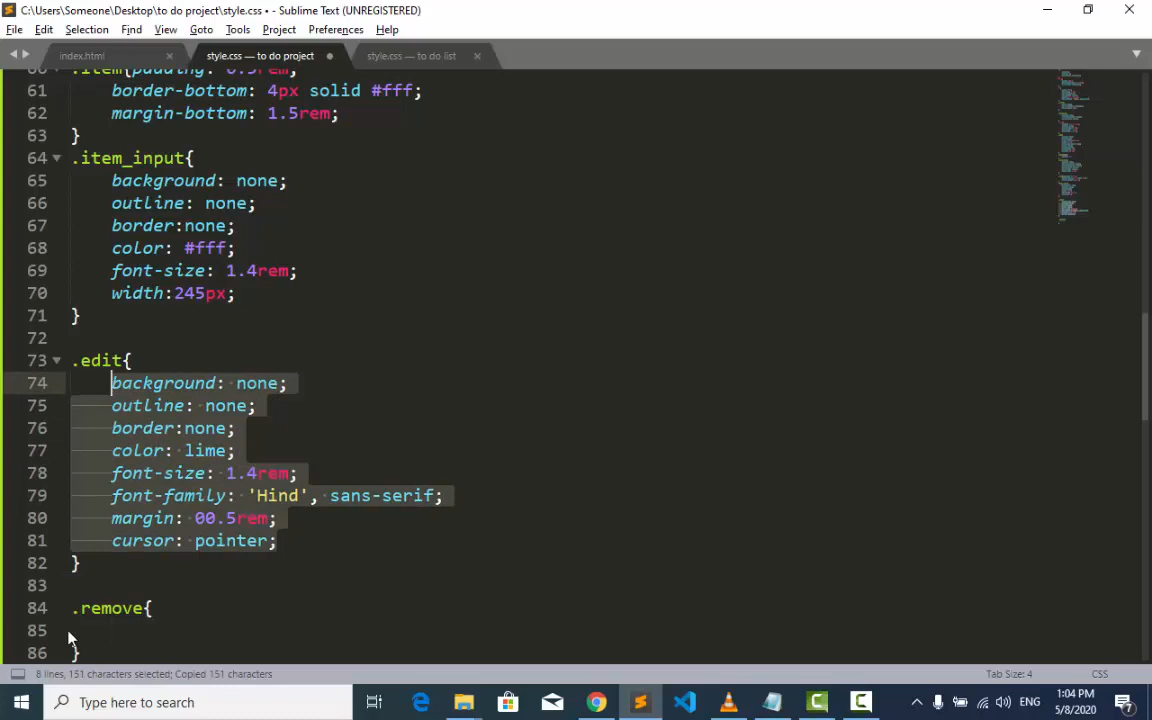 C:\Users\Someone\Desktop\to do project\style.css • - Sublime Text (UNREGISTERED)
File Edit Selection Find View Goto Tools Project Preferences Help
index.html style.css — to do project style.css — to do list
60 .item{padding: 0.5rem;
61 border-bottom: 4px solid #fff;
62 margin-bottom: 1.5rem;
63 }
64 .item_input{
65 background: none;
66 outline: none;
67 border:none;
68 color: #fff;
69 font-size: 1.4rem;
70 width:245px;
71 }
72
73 .edit{
74 background: none;
75 outline: none;
76 border:none;
77 color: lime;
78 font-size: 1.4rem;
79 font-family: 'Hind', sans-serif;
80 margin: 00.5rem;
81 cursor: pointer;
82 }
83
84 .remove{
85
86 }
8 lines, 151 characters selected; Copied 151 characters Tab Size: 4 CSS
Type here to search ENG 1:04 PM
5/8/2020